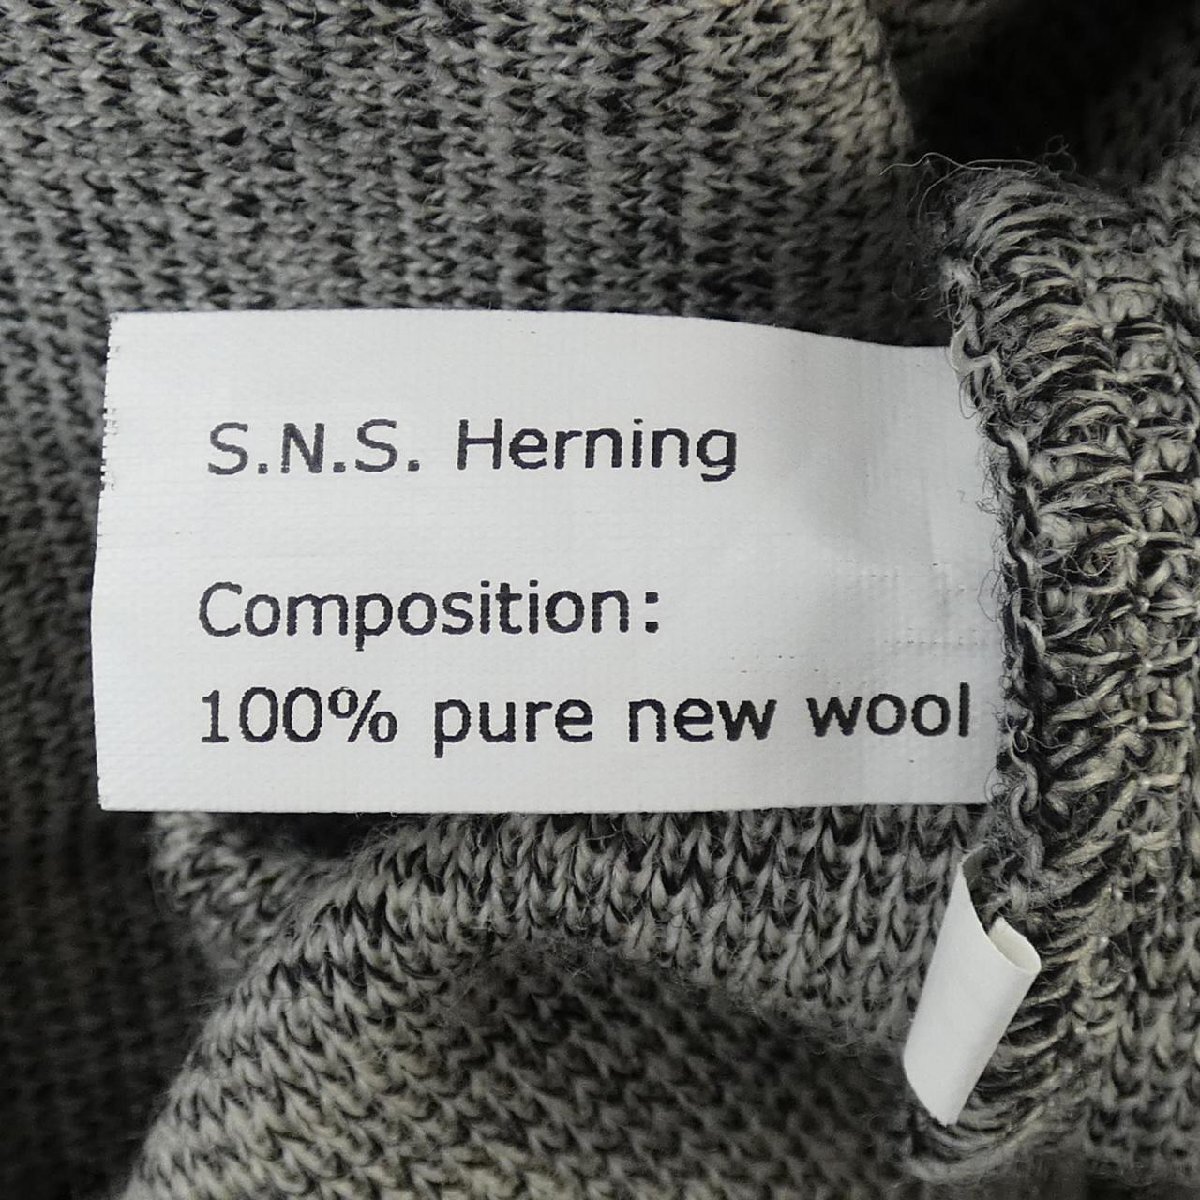 S.N.S. Herning
Composition:
100% pure new wool